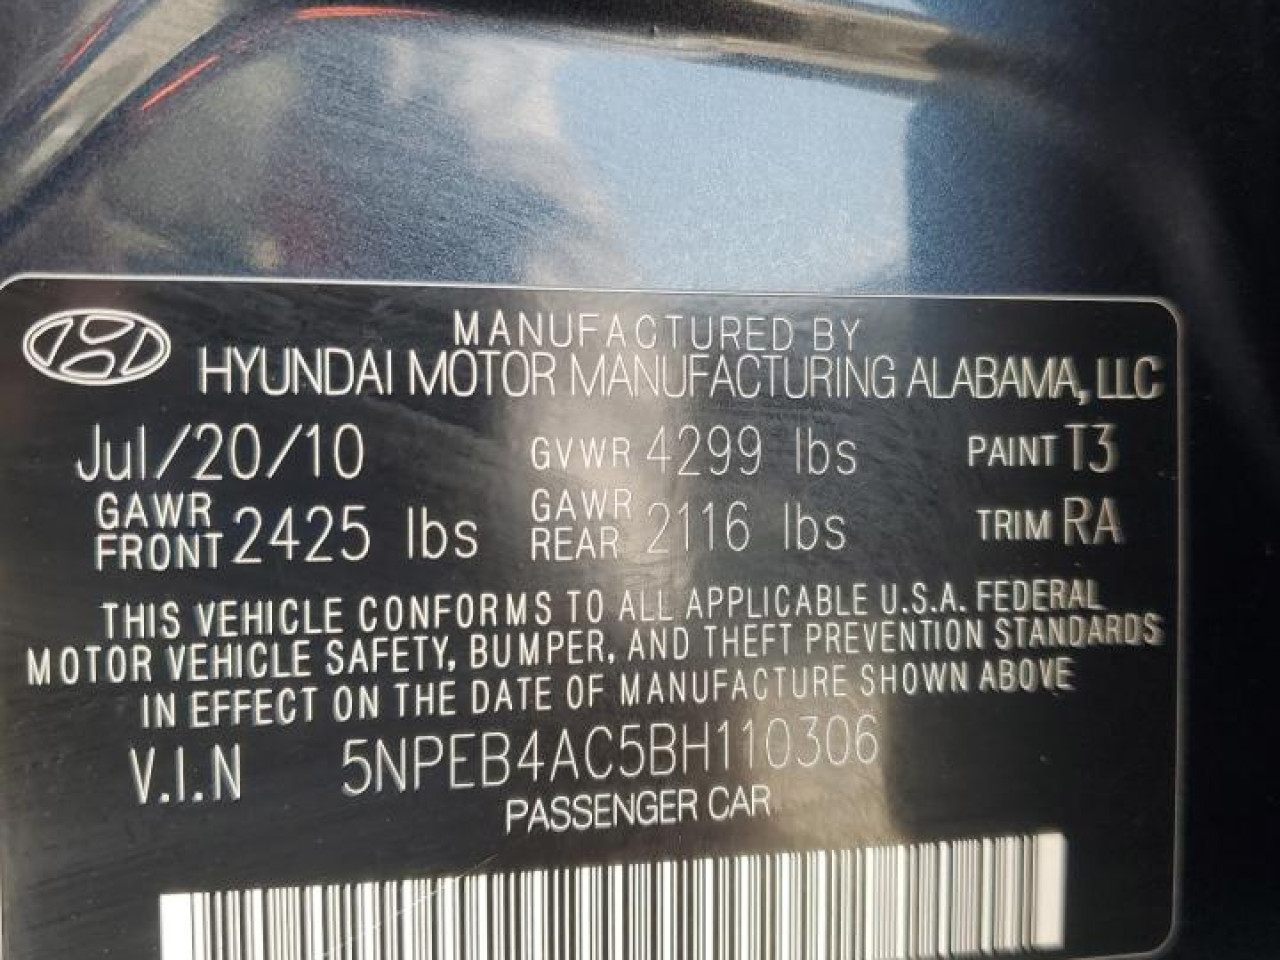 MANUFACTURED BY
HYUNDAI MOTOR MANUFACTURING ALABAMA, LLC
Jul/20/10 GVWR 4299 lbs PAINT T3
GAWR FRONT 2425 lbs GAWR REAR 2116 lbs TRIM RA
THIS VEHICLE CONFORMS TO ALL APPLICABLE U.S.A. FEDERAL
MOTOR VEHICLE SAFETY, BUMPER, AND THEFT PREVENTION STANDARDS
IN EFFECT ON THE DATE OF MANUFACTURE SHOWN ABOVE
V.I.N 5NPEB4AC5BH110306
PASSENGER CAR